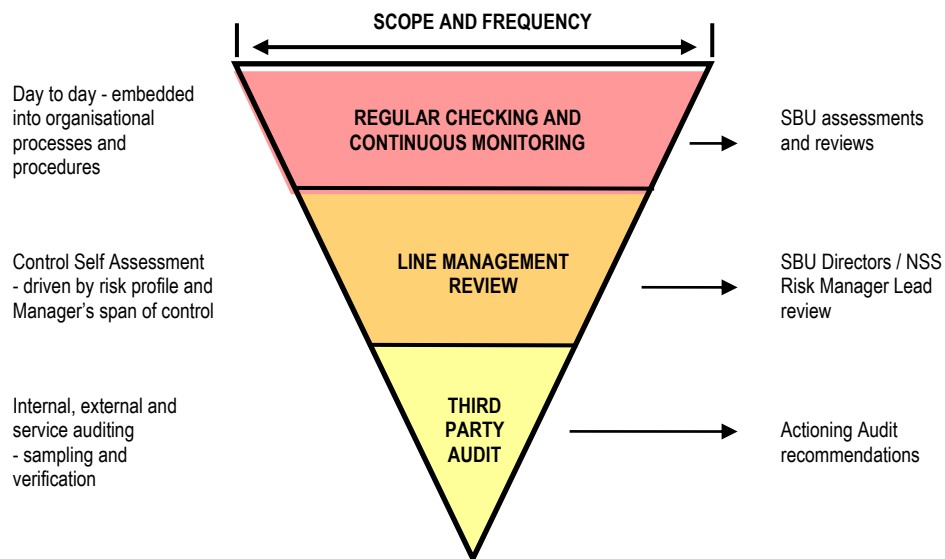 SCOPE AND FREQUENCY
Day to day - embedded
into organisational
processes and
procedures
REGULAR CHECKING AND
CONTINUOUS MONITORING
SBU assessments
and reviews
Control Self Assessment
- driven by risk profile and
Manager's span of control
LINE MANAGEMENT
REVIEW
SBU Directors / NSS
Risk Manager Lead
review
Internal, external and
service auditing
- sampling and
verification
THIRD
PARTY
AUDIT
Actioning Audit
recommendations